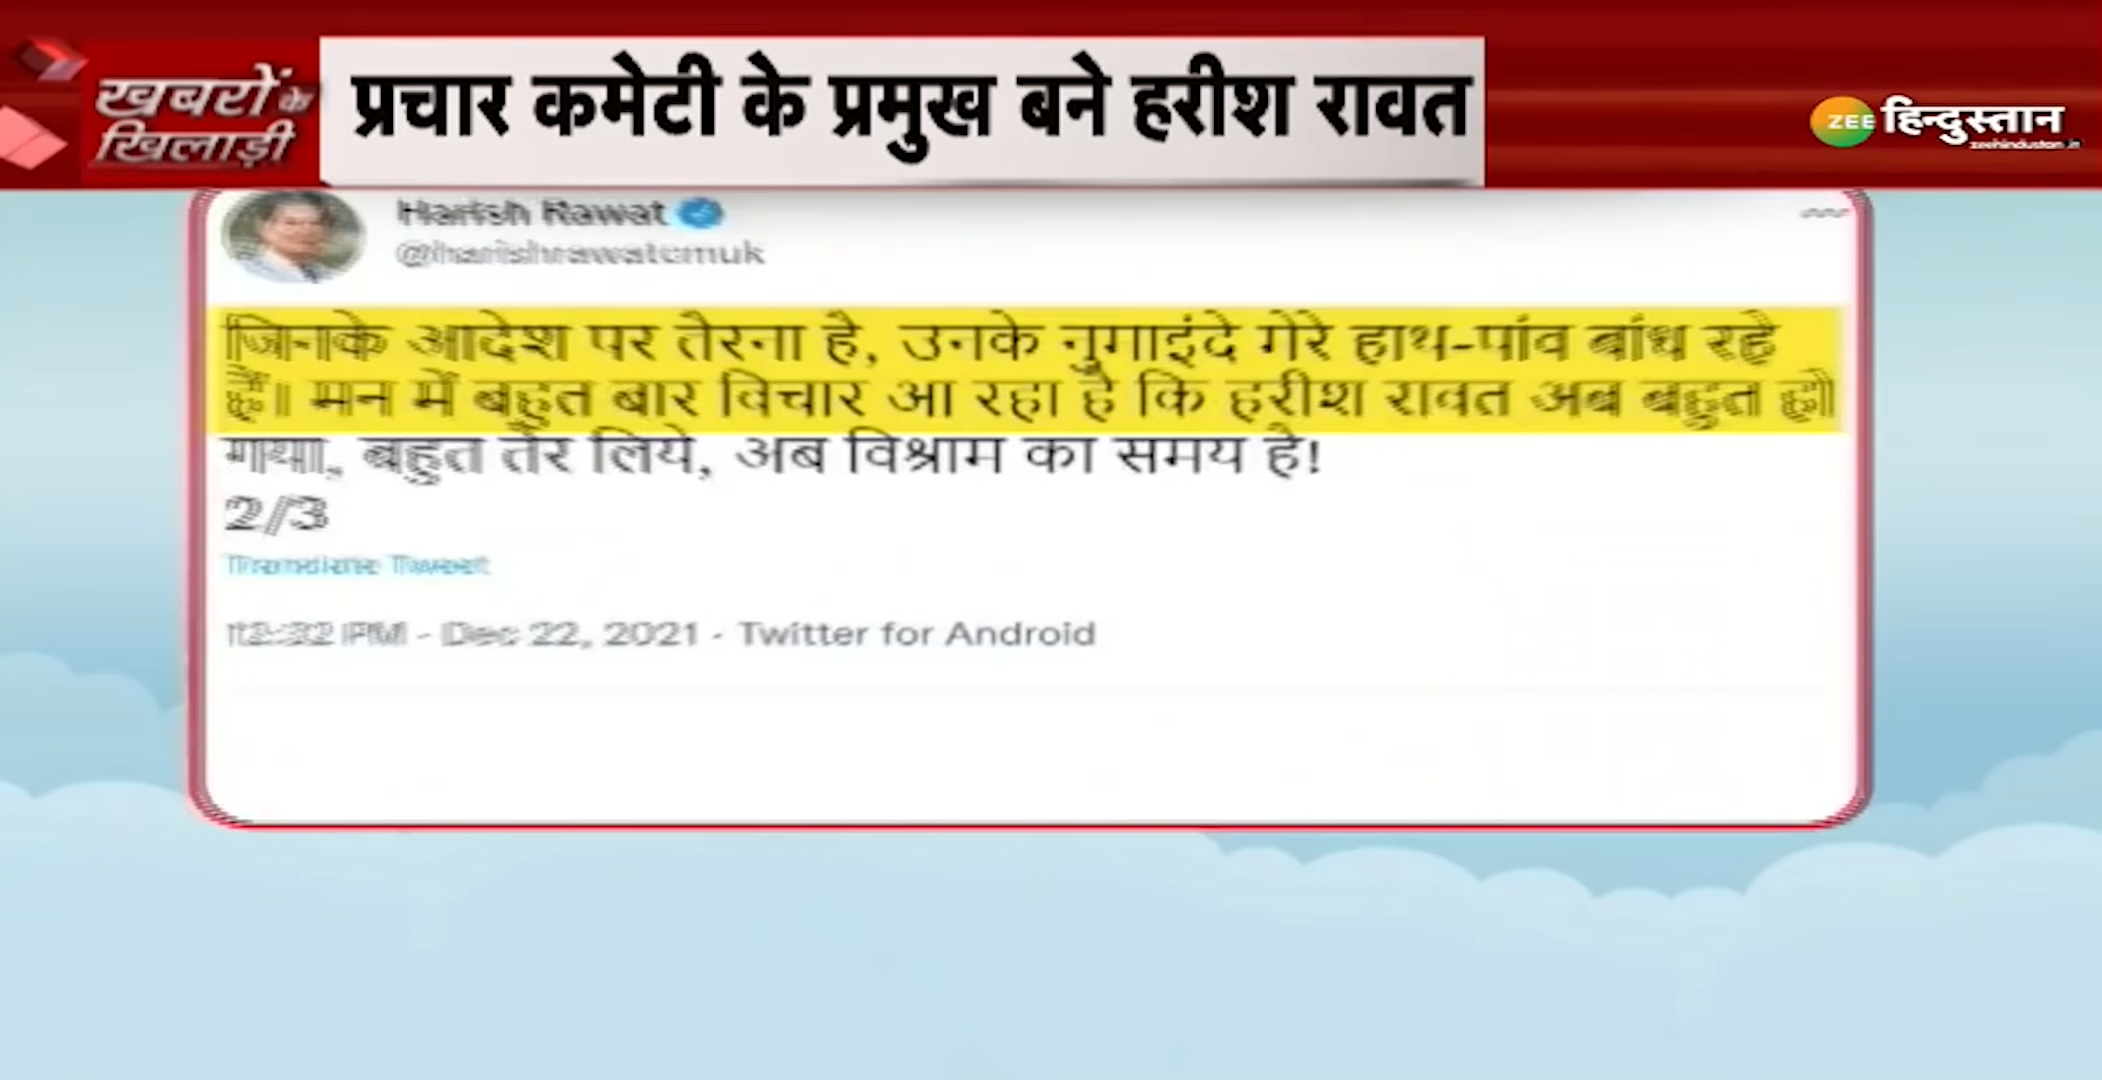 खबरों के
खिलाड़ी
प्रचार कमेटी के प्रमुख बने हरीश रावत
ZEE हिन्दुस्तान
zeehindustan.in
Harish Rawat
@harishrawatcmuk
जिनके आदेश पर तैरना है, उनके नुमाइंदे मेरे हाथ-पांव बांध रहे
हैं। मन में बहुत बार विचार आ रहा है कि हरीश रावत अब बहुत हो
गया, बहुत तैर लिये, अब विश्राम का समय है!
2/3
Translate Tweet
12:32 PM - Dec 22, 2021 - Twitter for Android